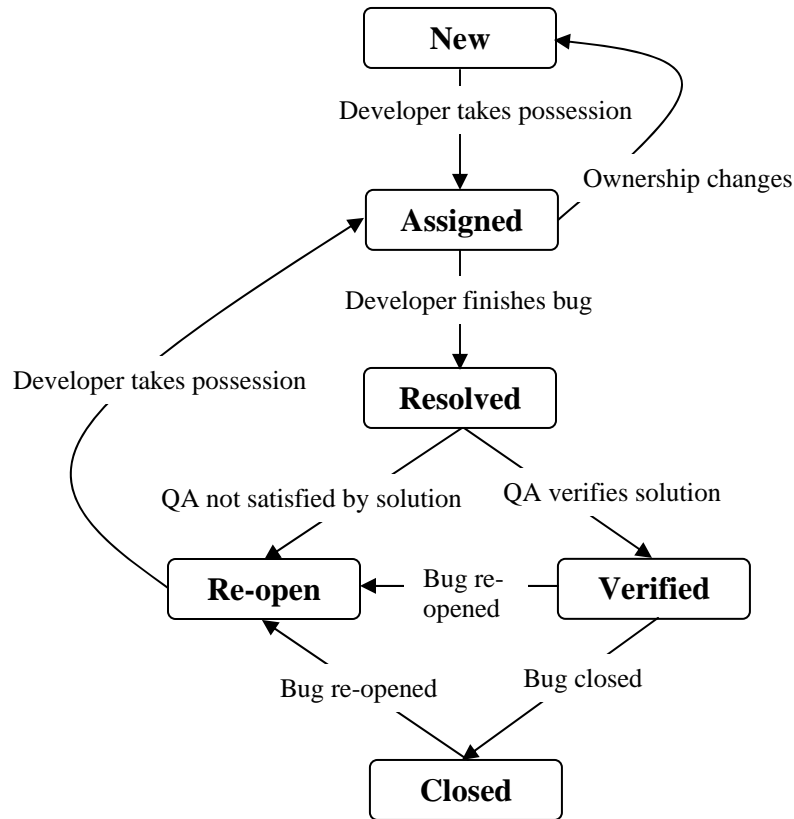 New
Developer takes possession
Ownership changes
Assigned
Developer finishes bug
Developer takes possession
Resolved
QA not satisfied by solution
QA verifies solution
Re-open
Bug re-
opened
Verified
Bug re-opened
Bug closed
Closed